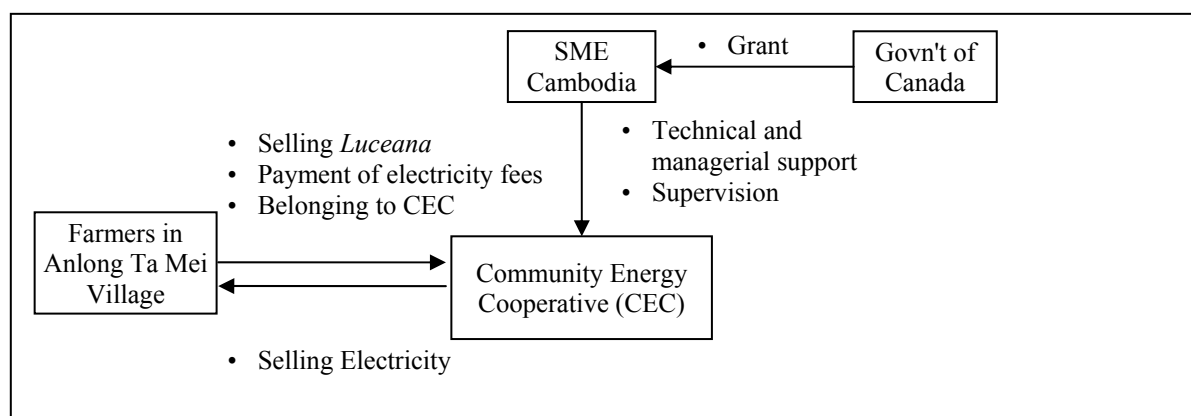 SME
Cambodia
• Grant
Govn't of
Canada
• Technical and
managerial support
• Supervision
• Selling Luceana
• Payment of electricity fees
• Belonging to CEC
Farmers in
Anlong Ta Mei
Village
Community Energy
Cooperative (CEC)
• Selling Electricity